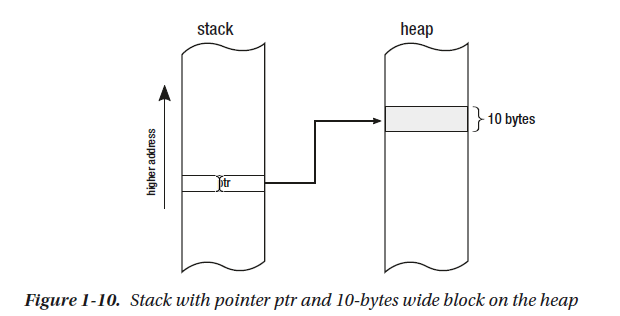 stack
heap
higher address
10 bytes
ptr
Figure 1-10. Stack with pointer ptr and 10-bytes wide block on the heap